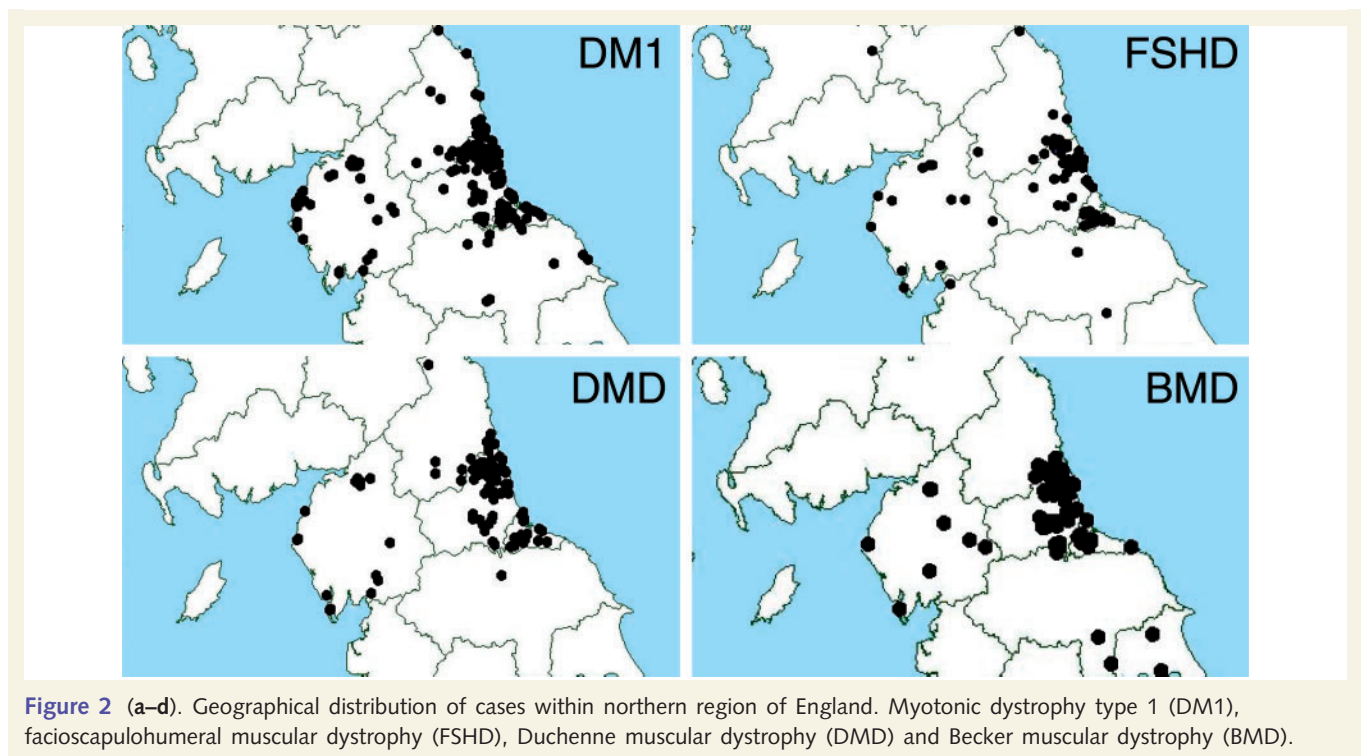 DM1
FSHD
DMD
BMD
Figure 2 (a–d). Geographical distribution of cases within northern region of England. Myotonic dystrophy type 1 (DM1),
facioscapulohumeral muscular dystrophy (FSHD), Duchenne muscular dystrophy (DMD) and Becker muscular dystrophy (BMD).